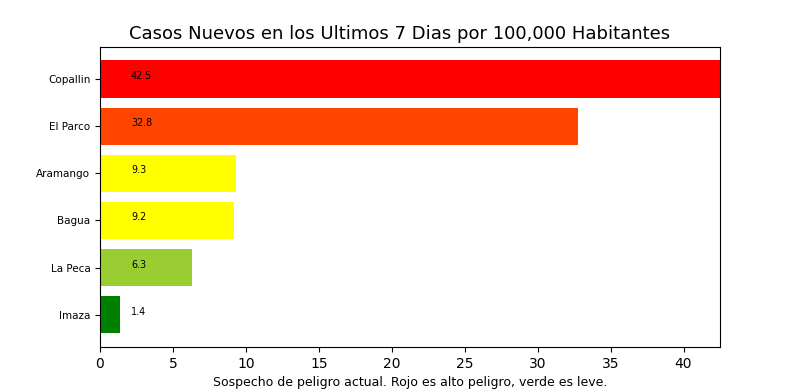 Casos Nuevos en los Ultimos 7 Dias por 100,000 Habitantes
Copallin 42.5
El Parco 32.8
Aramango 9.3
Bagua 9.2
La Peca 6.3
Imaza 1.4
0 5 10 15 20 25 30 35 40
Sospecho de peligro actual. Rojo es alto peligro, verde es leve.